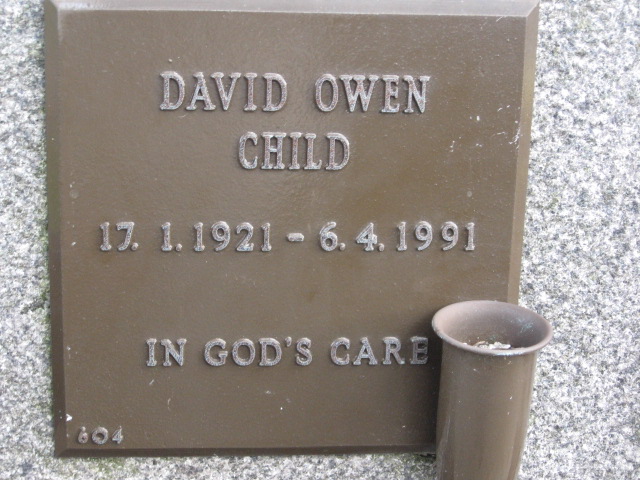 DAVID OWEN
CHILD
17. 1. 1921 - 6. 4. 1991
IN GOD'S CARE
604